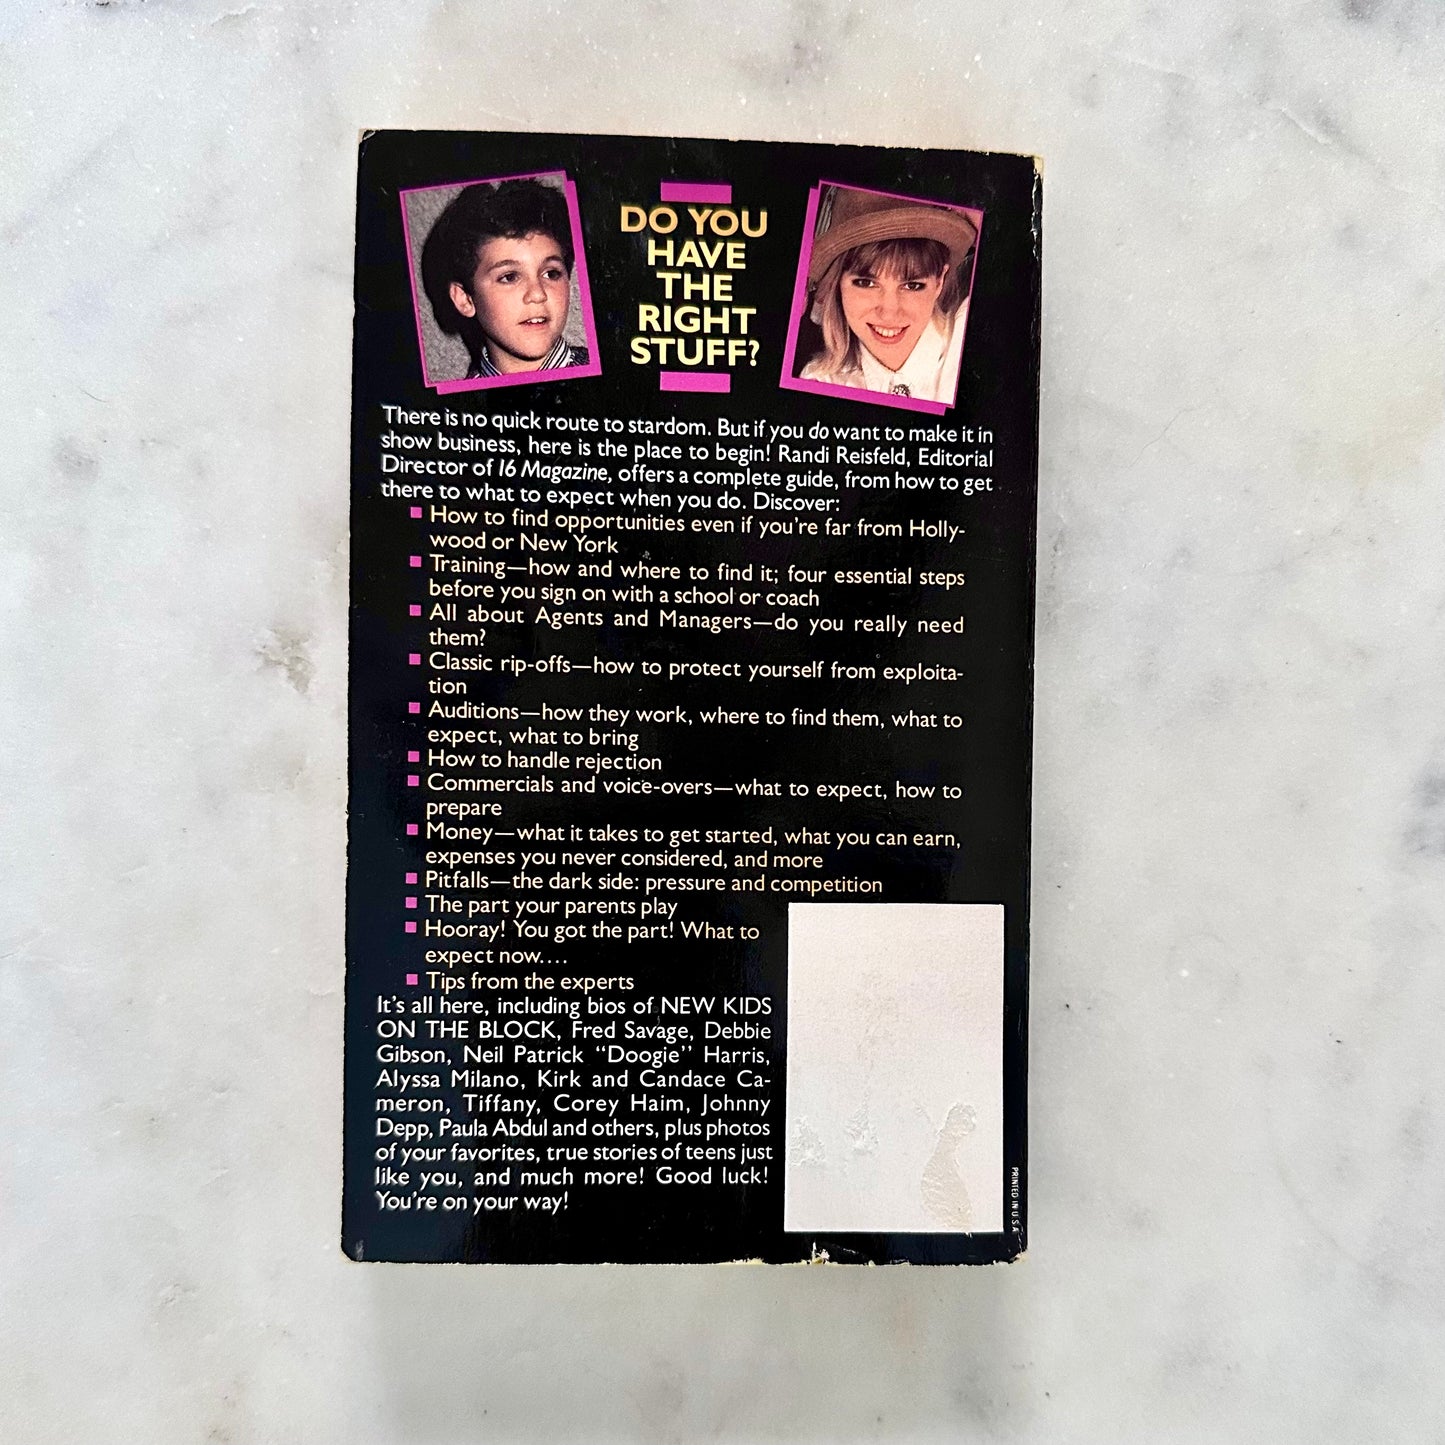 DO YOU
HAVE
THE
RIGHT
STUFF?
There is no quick route to stardom. But if you do want to make it in
show business, here is the place to begin! Randi Reisfeld, Editorial
Director of 16 Magazine, offers a complete guide, from how to get
there to what to expect when you do. Discover:
How to find opportunities even if you're far from Holly-
wood or New York
Training—how and where to find it; four essential steps
before you sign on with a school or coach
All about Agents and Managers—do you really need
them?
Classic rip-offs—how to protect yourself from exploita-
tion
Auditions—how they work, where to find them, what to
expect, what to bring
How to handle rejection
Commercials and voice-overs—what to expect, how to
prepare
Money—what it takes to get started, what you can earn,
expenses you never considered, and more
Pitfalls—the dark side: pressure and competition
The part your parents play
Hooray! You got the part! What to
expect now....
Tips from the experts
It's all here, including bios of NEW KIDS
ON THE BLOCK, Fred Savage, Debbie
Gibson, Neil Patrick "Doogie" Harris,
Alyssa Milano, Kirk and Candace Ca-
meron, Tiffany, Corey Haim, Johnny
Depp, Paula Abdul and others, plus photos
of your favorites, true stories of teens just
like you, and much more! Good luck!
You're on your way!
PRINTED IN U.S.A.